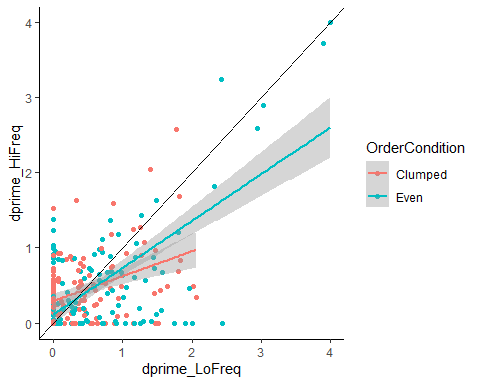 4
3
2
1
0
dprime_HiFreq
0
1
2
3
4
dprime_LoFreq
OrderCondition
Clumped
Even